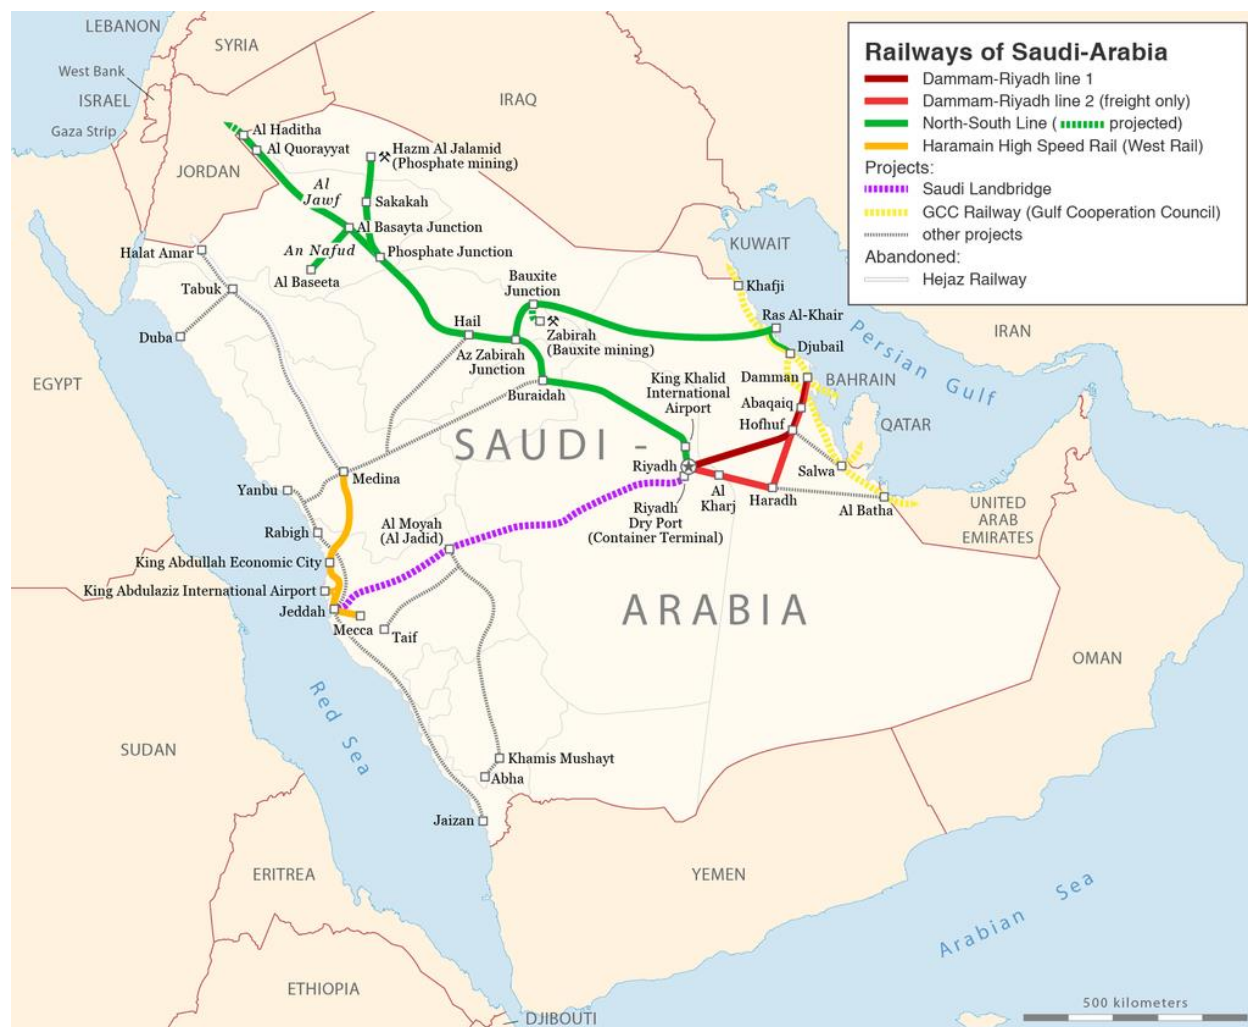 LEBANON
SYRIA
West Bank
ISRAEL
Gaza Strip
IRAQ
JORDAN
Railways of Saudi-Arabia
Dammam-Riyadh line 1
Dammam-Riyadh line 2 (freight only)
North-South Line ( projected)
Haramain High Speed Rail (West Rail)
Projects:
Saudi Landbridge
GCC Railway (Gulf Cooperation Council)
other projects
Abandoned:
Hejaz Railway
Al Haditha
Al Quorayyat
Hazm Al Jalamid
(Phosphate mining)
Al
Jawf
Sakakah
Al Basayta Junction
An Nafud
Phosphate Junction
Al Baseeta
Halat Amar
Tabuk
Duba
KUWAIT
Khafji
Bauxite
Junction
Ras Al-Khair
Djubail
Hail
Zabirah
(Bauxite mining)
Az Zabirah
Junction
Buraidah
IRAN
Persian Gulf
EGYPT
King Khalid
International
Airport
Damman
BAHRAIN
Abaqaiq
Hofhuf
QATAR
SAUDI -
Riyadh
Salwa
Medina
Yanbu
Al
Kharj
Haradh
Al Batha
UNITED
ARAB
EMIRATES
Riyadh
Dry Port
(Container Terminal)
Al Moyah
(Al Jadid)
Rabigh
King Abdullah Economic City
King Abdulaziz International Airport
Jeddah
Mecca
Taif
ARABIA
OMAN
Red Sea
SUDAN
Khamis Mushayt
Abha
Jaizan
ERITREA
YEMEN
Arabian Sea
ETHIOPIA
DJIBOUTI
500 kilometers